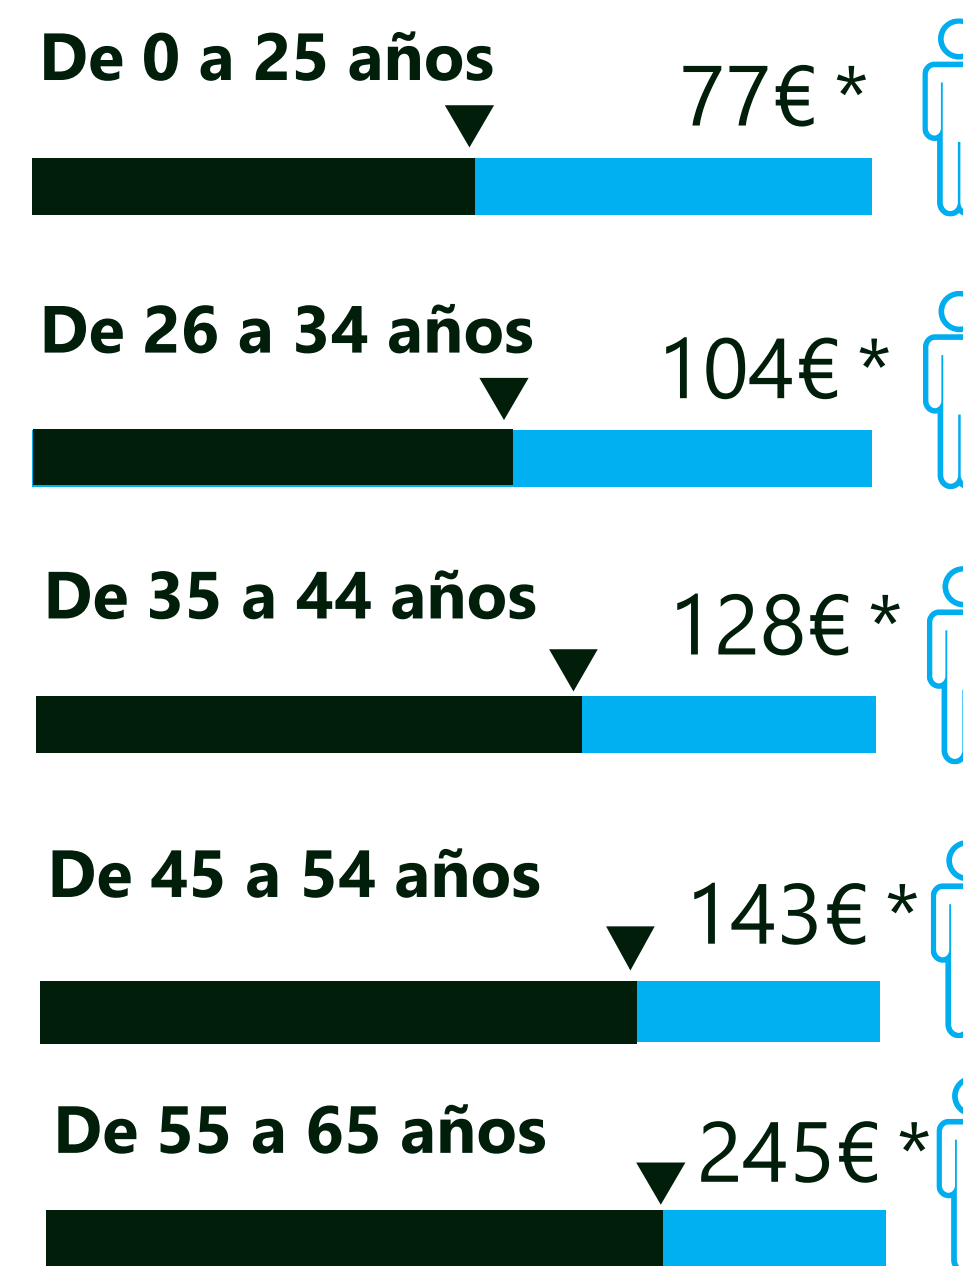 De 0 a 25 años
77€ *
De 26 a 34 años
104€ *
De 35 a 44 años
128€ *
De 45 a 54 años
143€ *
De 55 a 65 años
245€ *